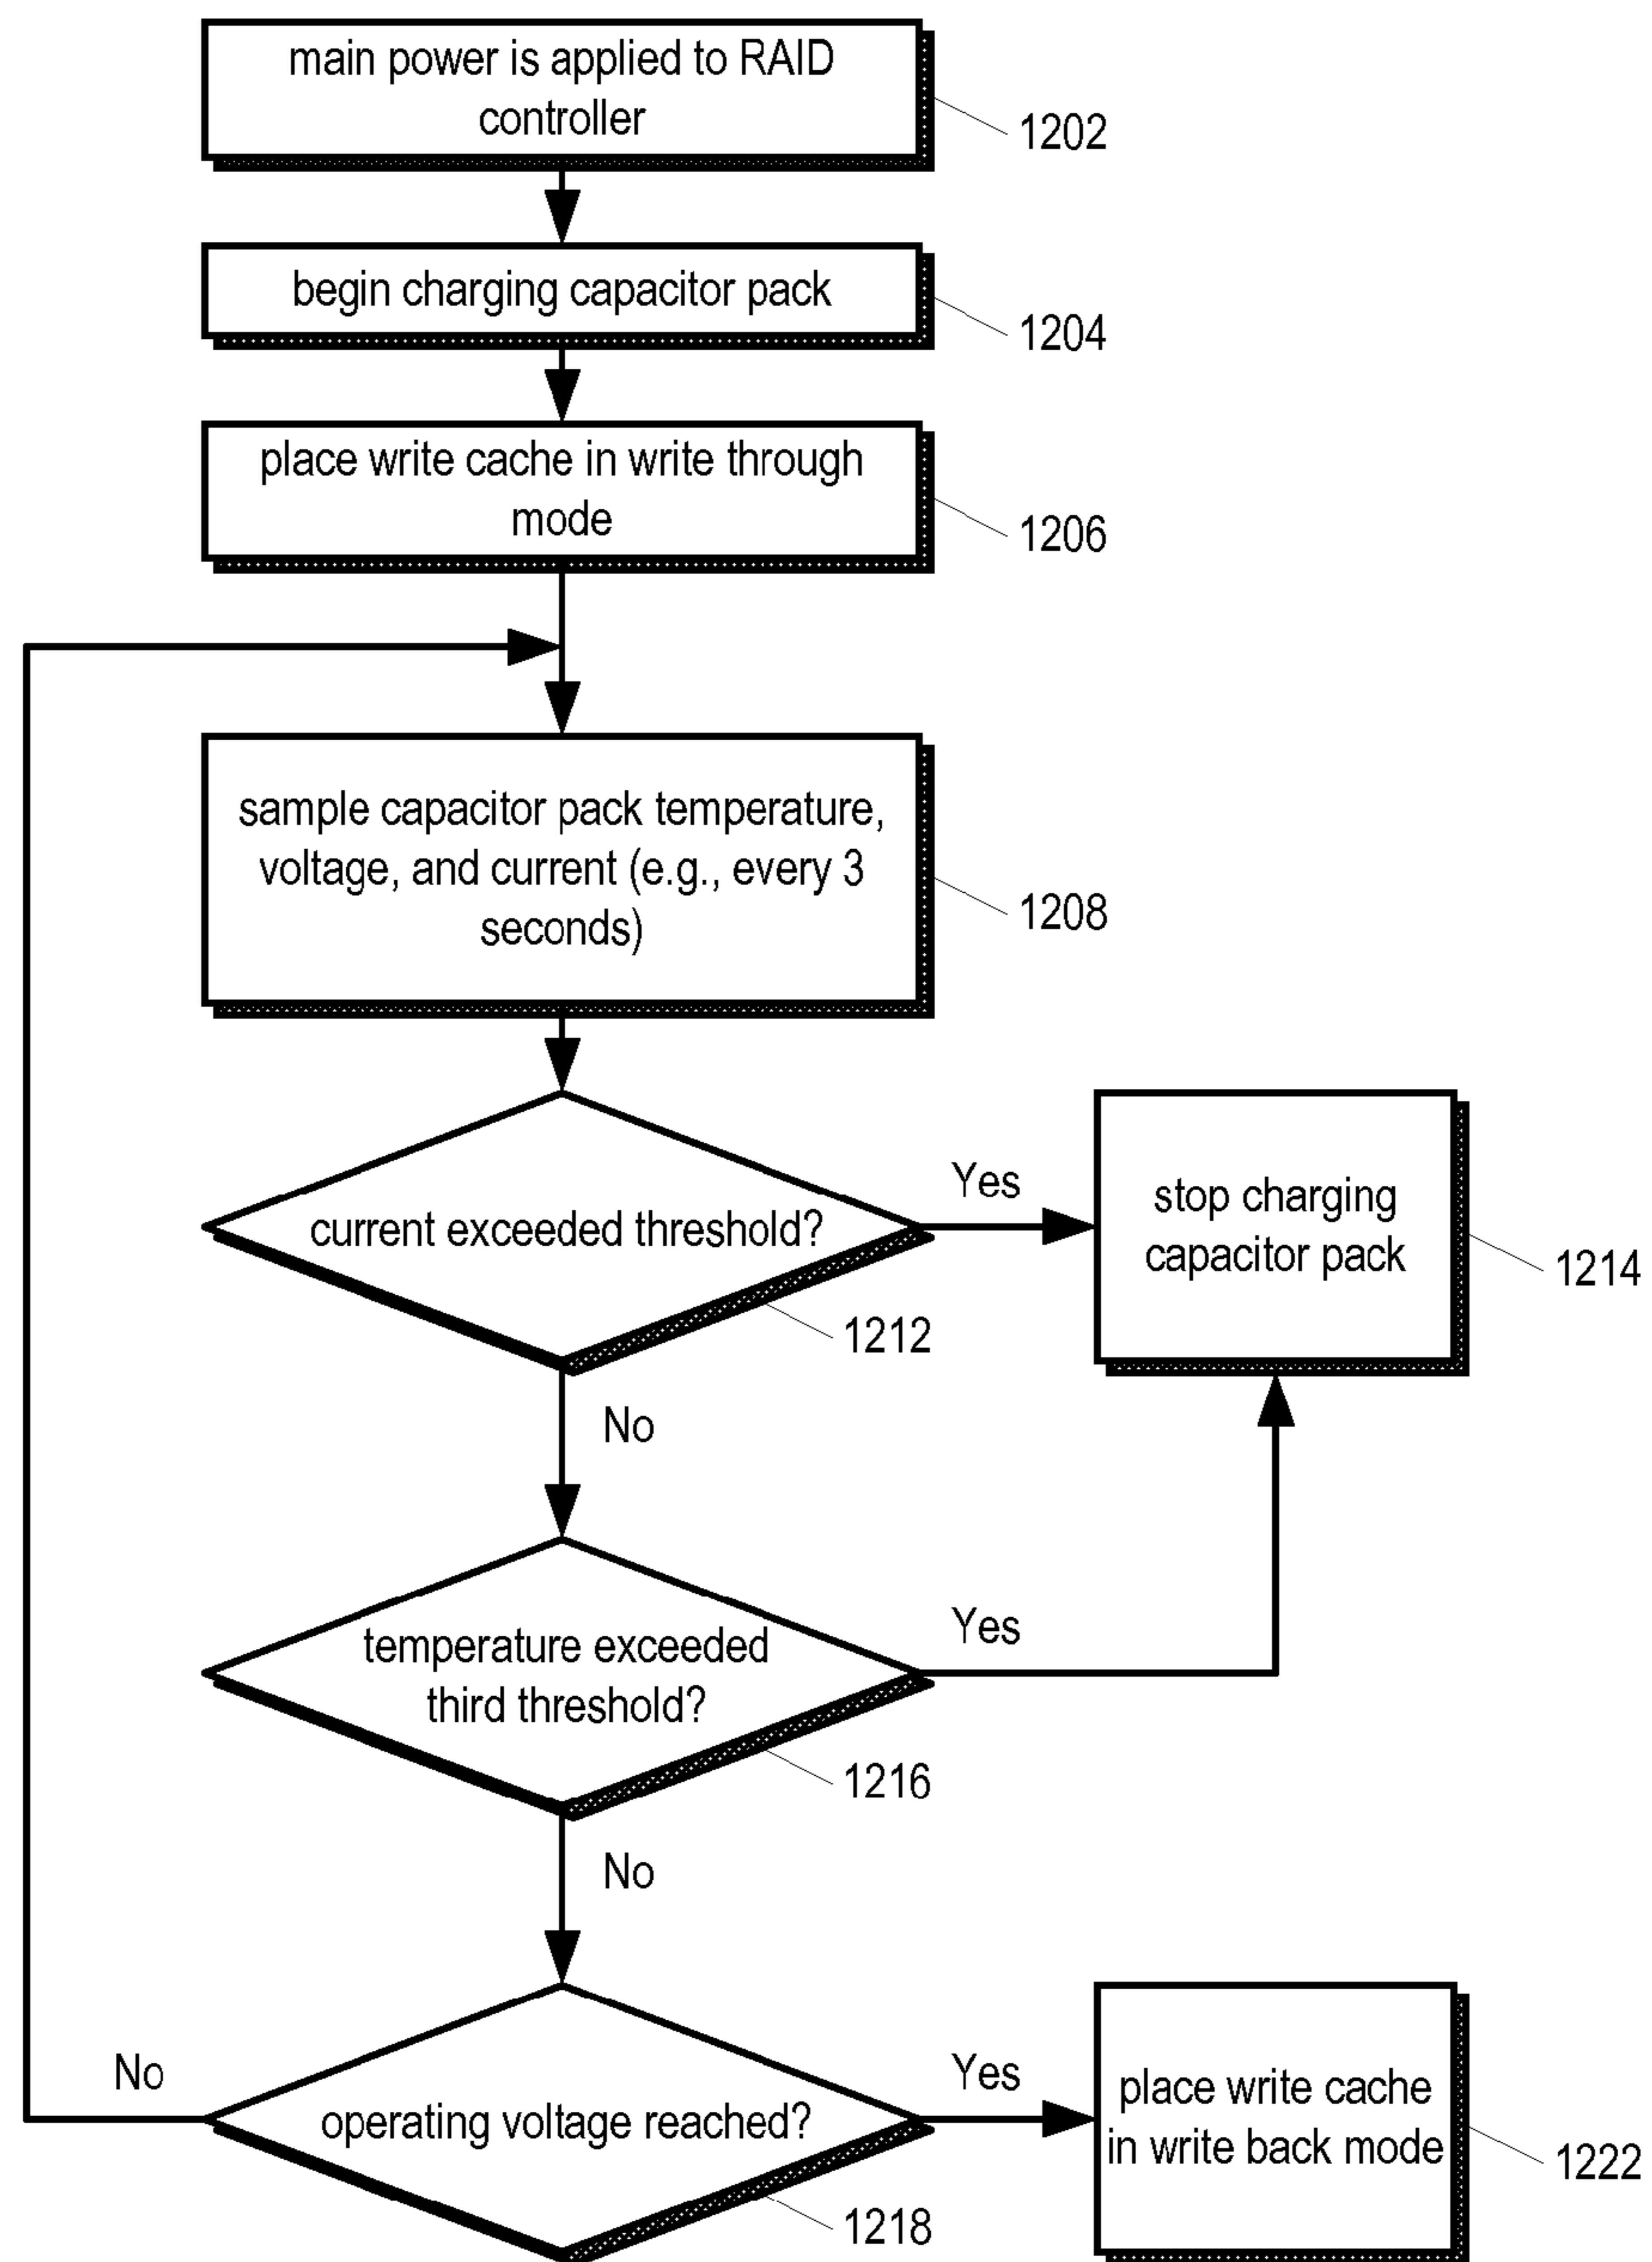 main power is applied to RAID
controller
1202
begin charging capacitor pack
1204
place write cache in write through
mode
1206
sample capacitor pack temperature,
voltage, and current (e.g., every 3
seconds)
1208
current exceeded threshold?
1212
Yes
stop charging
capacitor pack
1214
No
temperature exceeded
third threshold?
1216
Yes
No
operating voltage reached?
1218
No
Yes
place write cache
in write back mode
1222